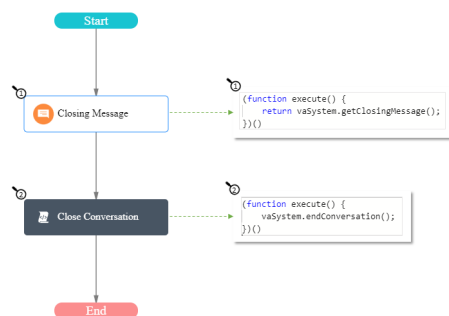 Start
1
Closing Message
1
(function execute() {
return vaSystem.getClosingMessage();
})()
2
Close Conversation
2
(function execute() {
vaSystem.endConversation();
})()
End